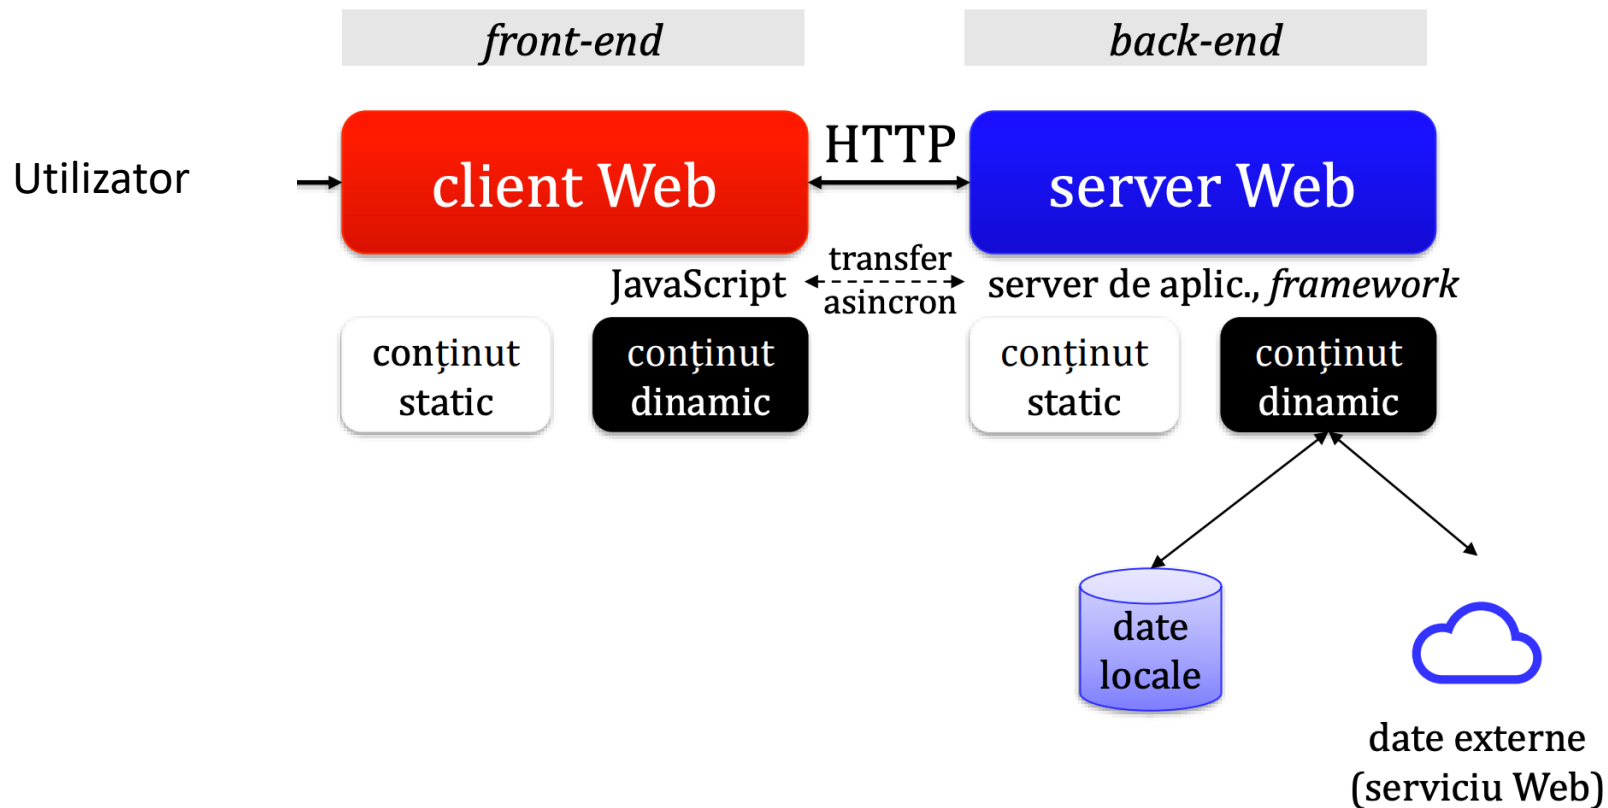 front-end
back-end
Utilizator
client Web
HTTP
server Web
JavaScript
transfer
asincron
server de aplic., framework
conținut
static
conținut
dinamic
conținut
static
conținut
dinamic
date
locale
date externe
(serviciu Web)